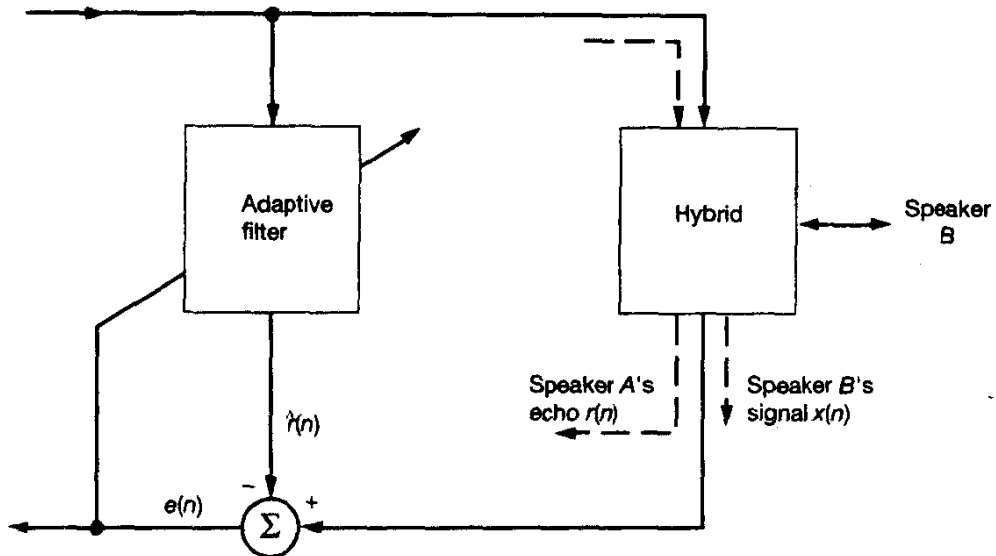 Adaptive
filter
Hybrid
Speaker
B
Speaker A's
echo r(n)
Speaker B's
signal x(n)
r̂(n)
−
+
e(n)
Σ